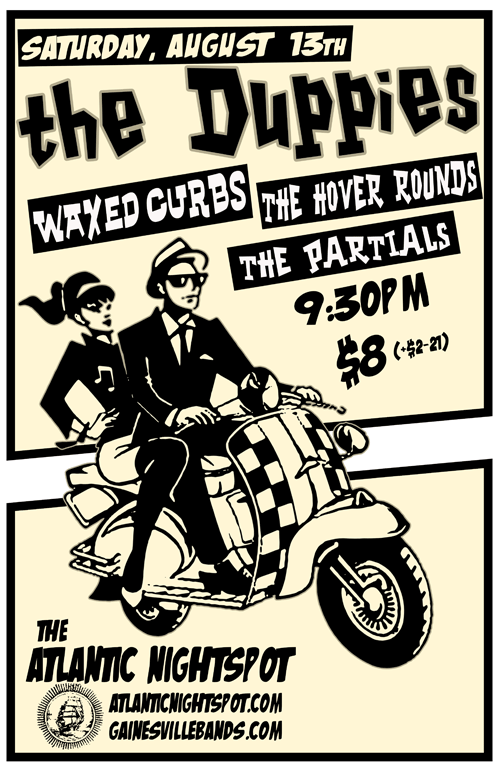 SATURDAY, AUGUST 13TH
the Duppies
WAXED CURBS
THE HOVER ROUNDS
THE PARTIALS
9:30PM
$8 (+$2-21)
THE
ATLANTIC NIGHTSPOT
ATLANTICNIGHTSPOT.COM
GAINESVILLEBANDS.COM